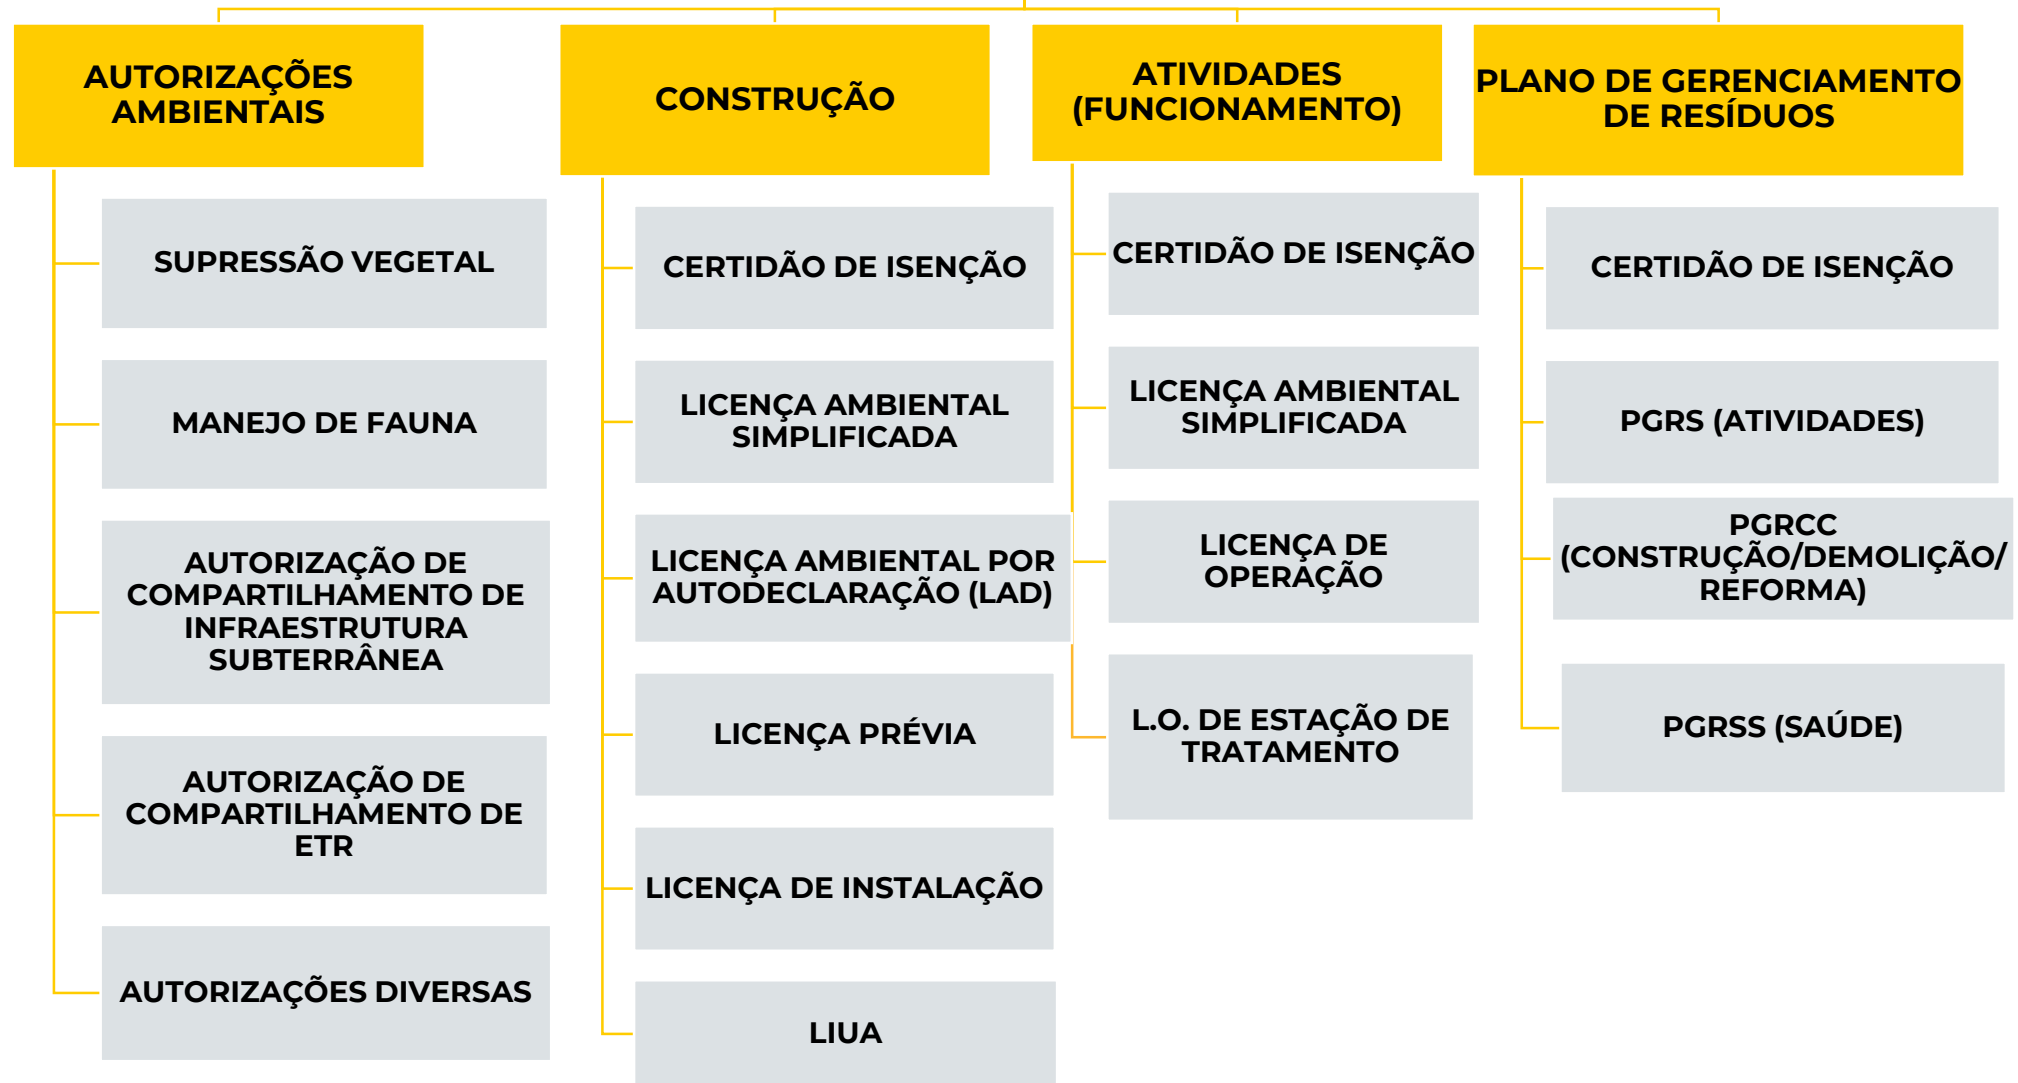 AUTORIZAÇÕES
AMBIENTAIS
SUPRESSÃO VEGETAL
MANEJO DE FAUNA
AUTORIZAÇÃO DE
COMPARTILHAMENTO DE
INFRAESTRUTURA
SUBTERRÂNEA
AUTORIZAÇÃO DE
COMPARTILHAMENTO DE
ETR
AUTORIZAÇÕES DIVERSAS
CONSTRUÇÃO
CERTIDÃO DE ISENÇÃO
LICENÇA AMBIENTAL
SIMPLIFICADA
LICENÇA AMBIENTAL POR
AUTODECLARAÇÃO (LAD)
LICENÇA PRÉVIA
LICENÇA DE INSTALAÇÃO
LIUA
ATIVIDADES
(FUNCIONAMENTO)
CERTIDÃO DE ISENÇÃO
LICENÇA AMBIENTAL
SIMPLIFICADA
LICENÇA DE
OPERAÇÃO
L.O. DE ESTAÇÃO DE
TRATAMENTO
PLANO DE GERENCIAMENTO
DE RESÍDUOS
CERTIDÃO DE ISENÇÃO
PGRS (ATIVIDADES)
PGRCC
(CONSTRUÇÃO/DEMOLIÇÃO/
REFORMA)
PGRSS (SAÚDE)